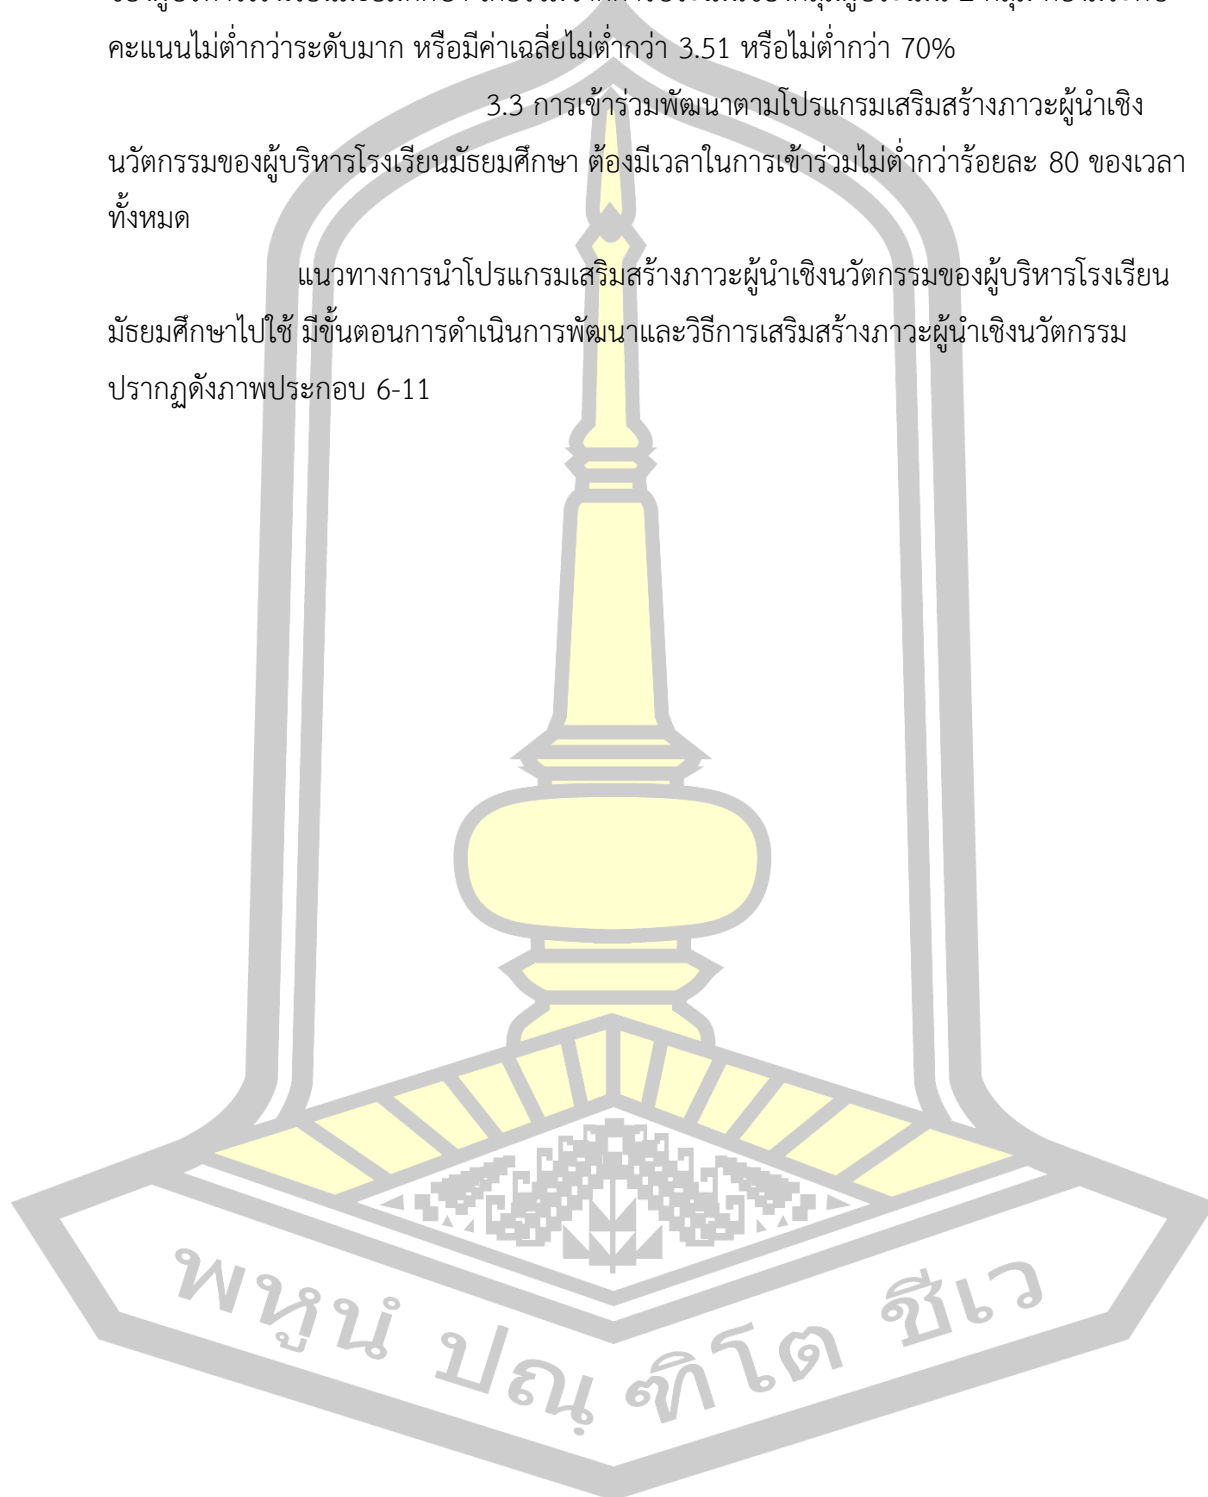 คะแนนไม่ต่ำกว่าระดับมาก หรือมีค่าเฉลี่ยไม่ต่ำกว่า 3.51 หรือไม่ต่ำกว่า 70%
3.3 การเข้าร่วมพัฒนาตามโปรแกรมเสริมสร้างภาวะผู้นำเชิง
นวัตกรรมของผู้บริหารโรงเรียนมัธยมศึกษา ต้องมีเวลาในการเข้าร่วมไม่ต่ำกว่าร้อยละ 80 ของเวลา
ทั้งหมด
แนวทางการนำโปรแกรมเสริมสร้างภาวะผู้นำเชิงนวัตกรรมของผู้บริหารโรงเรียน
มัธยมศึกษาไปใช้ มีขั้นตอนการดำเนินการพัฒนาและวิธีการเสริมสร้างภาวะผู้นำเชิงนวัตกรรม
ปรากฏดังภาพประกอบ 6-11
พหูนํ ปณฺฑิโต ชีเว